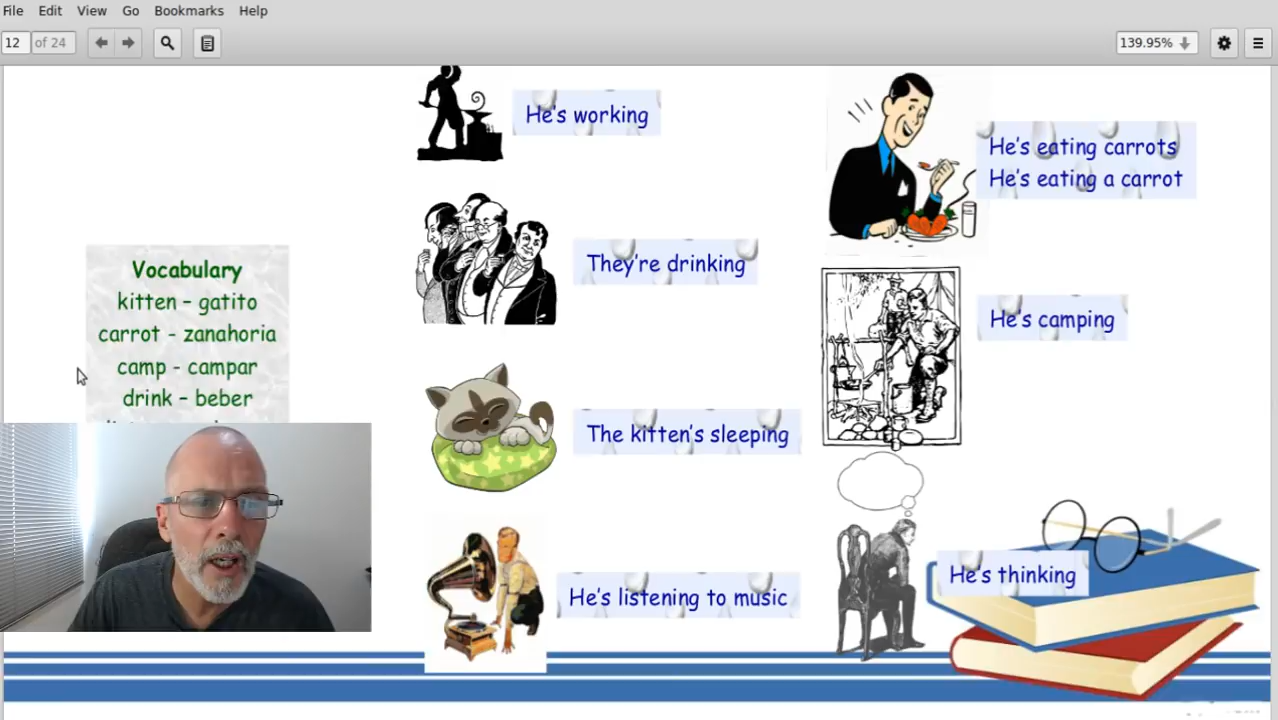 File Edit View Go Bookmarks Help
12 of 24
139.95%
He's working
They're drinking
The kitten's sleeping
He's listening to music
He's eating carrots
He's eating a carrot
He's camping
He's thinking
Vocabulary
kitten – gatito
carrot - zanahoria
camp - campar
drink – beber